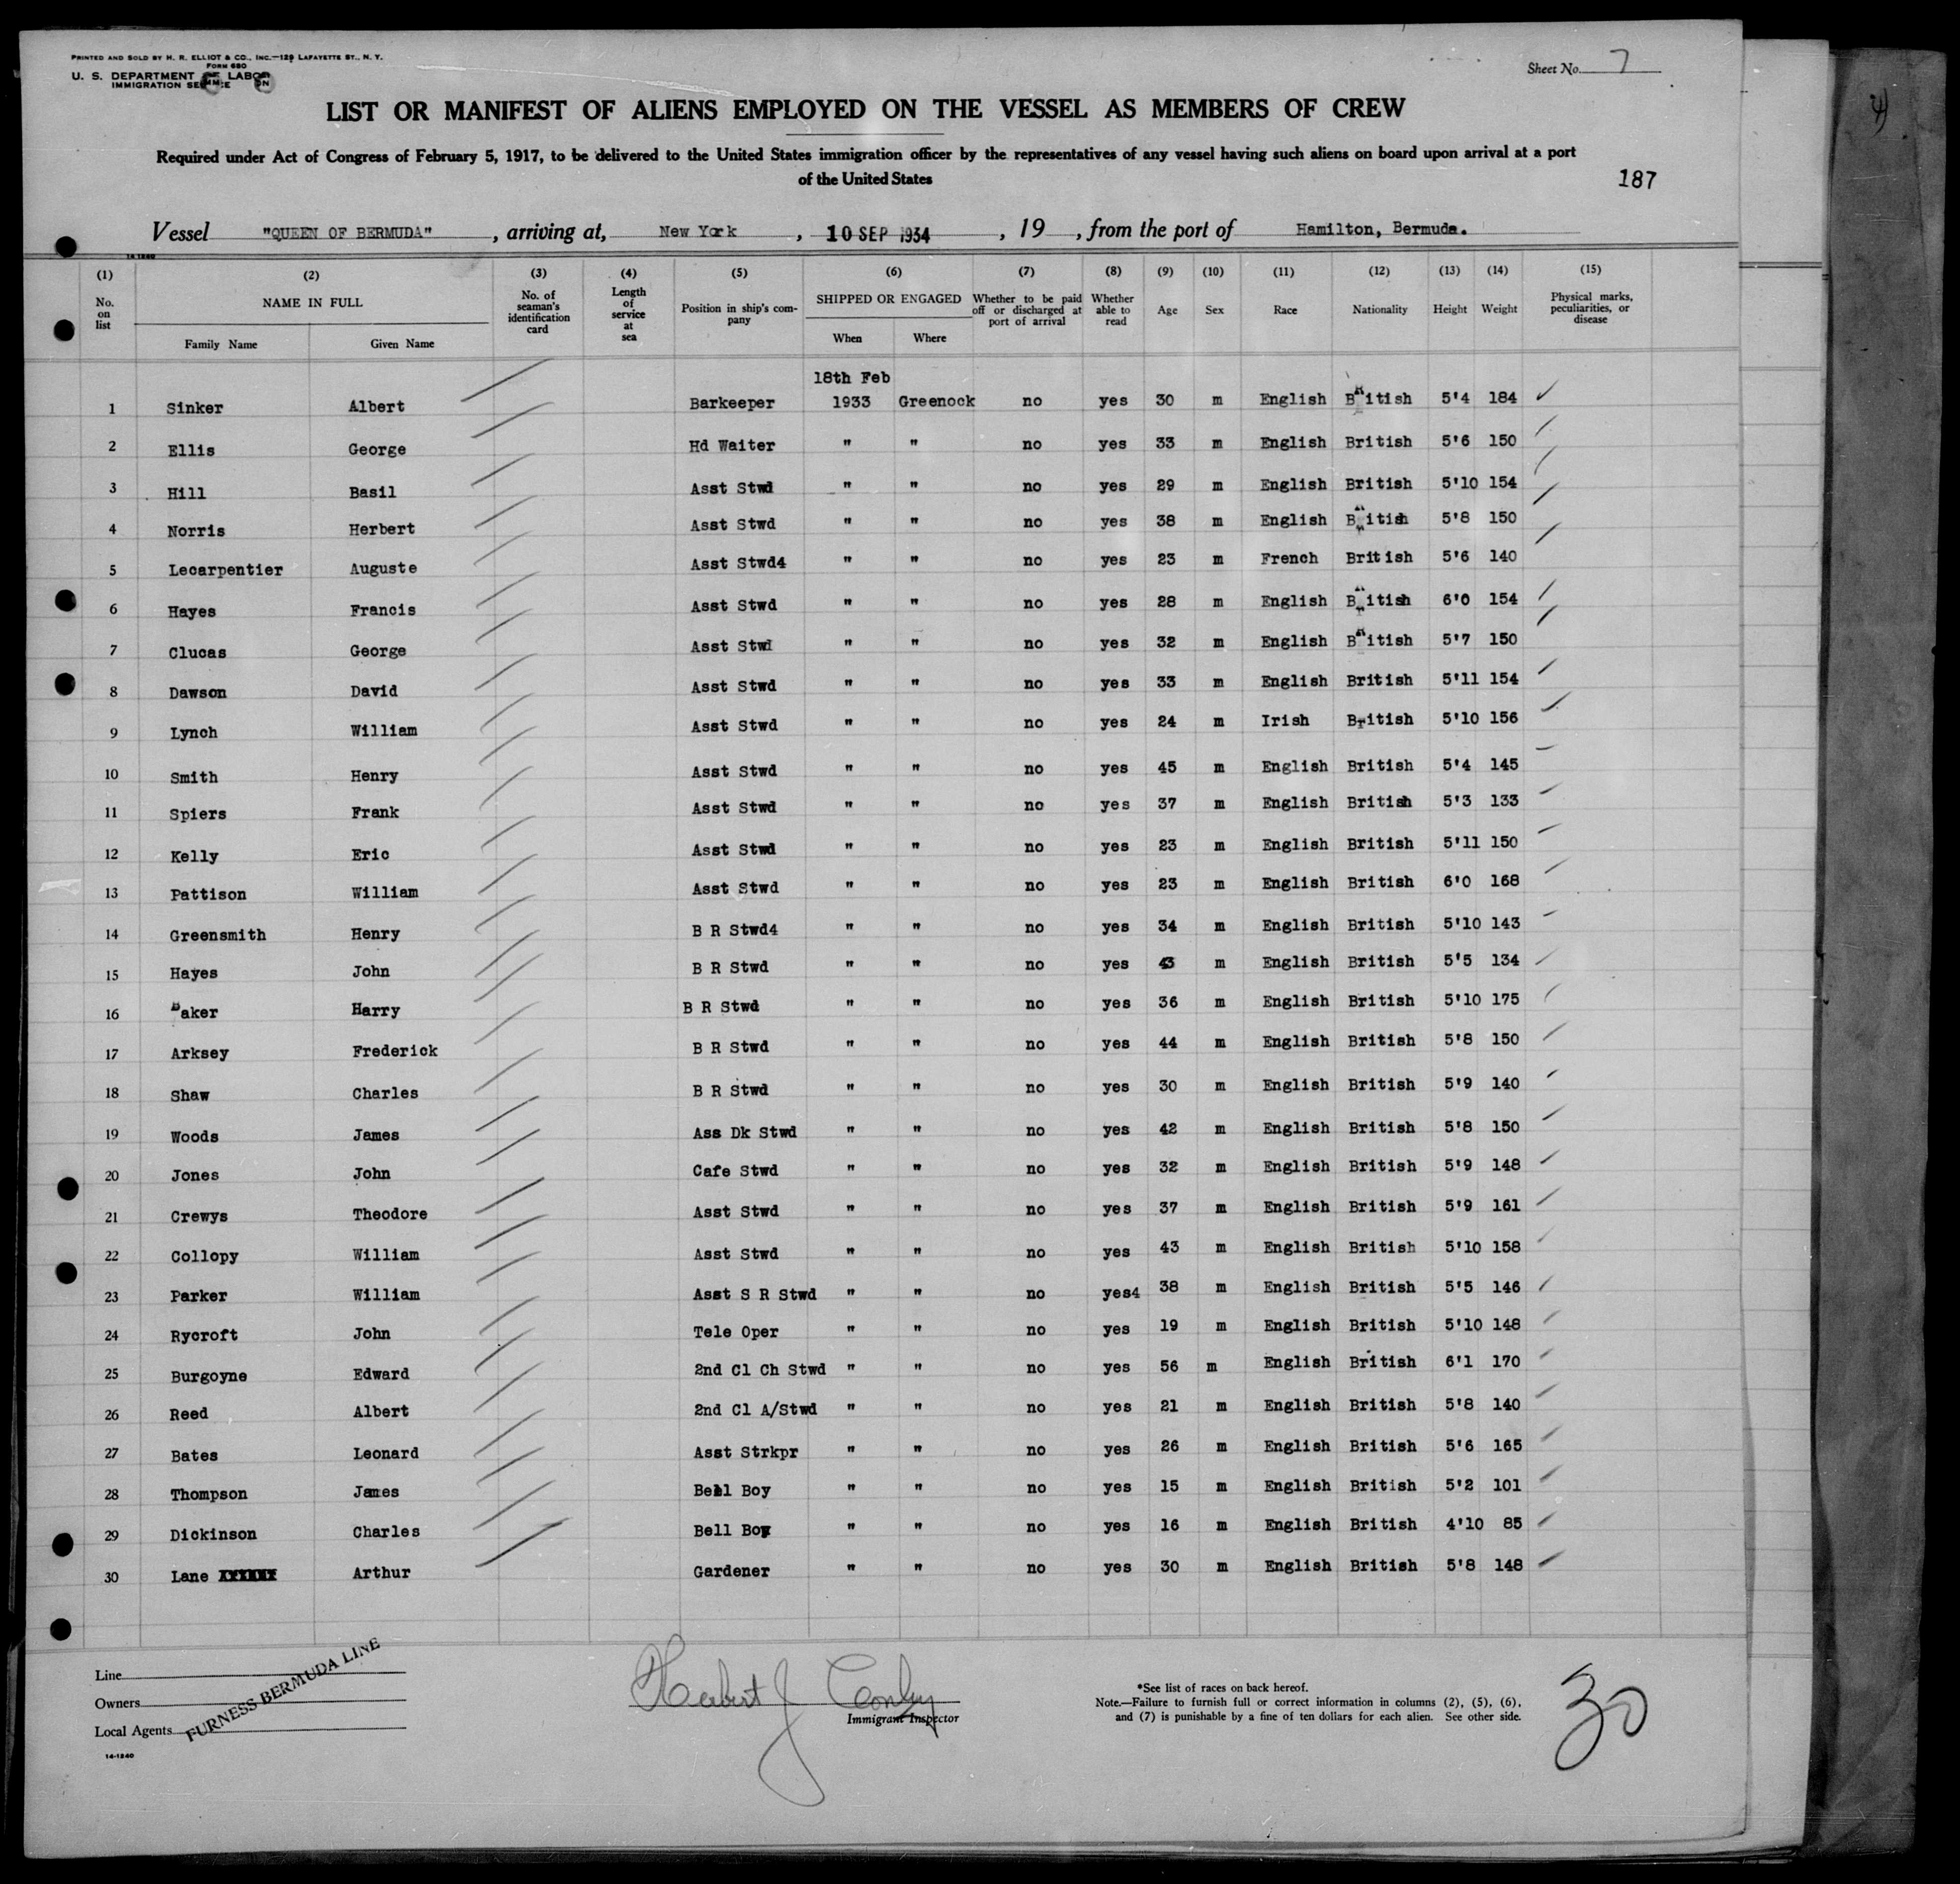 PRINTED AND SOLD BY H. R. ELLIOT & CO., INC.—129 LAFAYETTE ST., N. Y.
FORM 680
U. S. DEPARTMENT OF LABOR
IMMIGRATION SERVICE
Sheet No. 7
LIST OR MANIFEST OF ALIENS EMPLOYED ON THE VESSEL AS MEMBERS OF CREW
Required under Act of Congress of February 5, 1917, to be delivered to the United States immigration officer by the representatives of any vessel having such aliens on board upon arrival at a port
of the United States
187
Vessel "QUEEN OF BERMUDA", arriving at, New York, 10 SEP 1934, 19 , from the port of Hamilton, Bermuda.
14 1240
(1) (2) (3) (4) (5) (6) (7) (8) (9) (10) (11) (12) (13) (14) (15)
No. on list NAME IN FULL Family Name Given Name No. of seaman's identification card Length of service at sea Position in ship's company SHIPPED OR ENGAGED When Where Whether to be paid off or discharged at port of arrival Whether able to read Age Sex Race Nationality Height Weight Physical marks, peculiarities, or disease
18th Feb
1 Sinker Albert Barkeeper 1933 Greenock no yes 30 m English British 5'4 184
2 Ellis George Hd Waiter " " no yes 33 m English British 5'6 150
3 Hill Basil Asst Stwd " " no yes 29 m English British 5'10 154
4 Norris Herbert Asst Stwd " " no yes 38 m English British 5'8 150
5 Lecarpentier Auguste Asst Stwd4 " " no yes 23 m French British 5'6 140
6 Hayes Francis Asst Stwd " " no yes 28 m English British 6'0 154
7 Clucas George Asst Stwd " " no yes 32 m English British 5'7 150
8 Dawson David Asst Stwd " " no yes 33 m English British 5'11 154
9 Lynch William Asst Stwd " " no yes 24 m Irish British 5'10 156
10 Smith Henry Asst Stwd " " no yes 45 m English British 5'4 145
11 Spiers Frank Asst Stwd " " no yes 37 m English British 5'3 133
12 Kelly Eric Asst Stwd " " no yes 23 m English British 5'11 150
13 Pattison William Asst Stwd " " no yes 23 m English British 6'0 168
14 Greensmith Henry B R Stwd4 " " no yes 34 m English British 5'10 143
15 Hayes John B R Stwd " " no yes 43 m English British 5'5 134
16 Baker Harry B R Stwd " " no yes 36 m English British 5'10 175
17 Arksey Frederick B R Stwd " " no yes 44 m English British 5'8 150
18 Shaw Charles B R Stwd " " no yes 30 m English British 5'9 140
19 Woods James Ass Dk Stwd " " no yes 42 m English British 5'8 150
20 Jones John Cafe Stwd " " no yes 32 m English British 5'9 148
21 Crewys Theodore Asst Stwd " " no yes 37 m English British 5'9 161
22 Collopy William Asst Stwd " " no yes 43 m English British 5'10 158
23 Parker William Asst S R Stwd " " no yes4 38 m English British 5'5 146
24 Rycroft John Tele Oper " " no yes 19 m English British 5'10 148
25 Burgoyne Edward 2nd Cl Ch Stwd " " no yes 56 m English British 6'1 170
26 Reed Albert 2nd Cl A/Stwd " " no yes 21 m English British 5'8 140
27 Bates Leonard Asst Strkpr " " no yes 26 m English British 5'6 165
28 Thompson James Bell Boy " " no yes 15 m English British 5'2 101
29 Dickinson Charles Bell Boy " " no yes 16 m English British 4'10 85
30 Lane Arthur Gardener " " no yes 30 m English British 5'8 148
Line
Owners
Local Agents
FURNESS BERMUDA LINE
14-1240
Herbert J Conley
Immigrant Inspector
*See list of races on back hereof.
Note.—Failure to furnish full or correct information in columns (2), (5), (6),
and (7) is punishable by a fine of ten dollars for each alien. See other side.
30